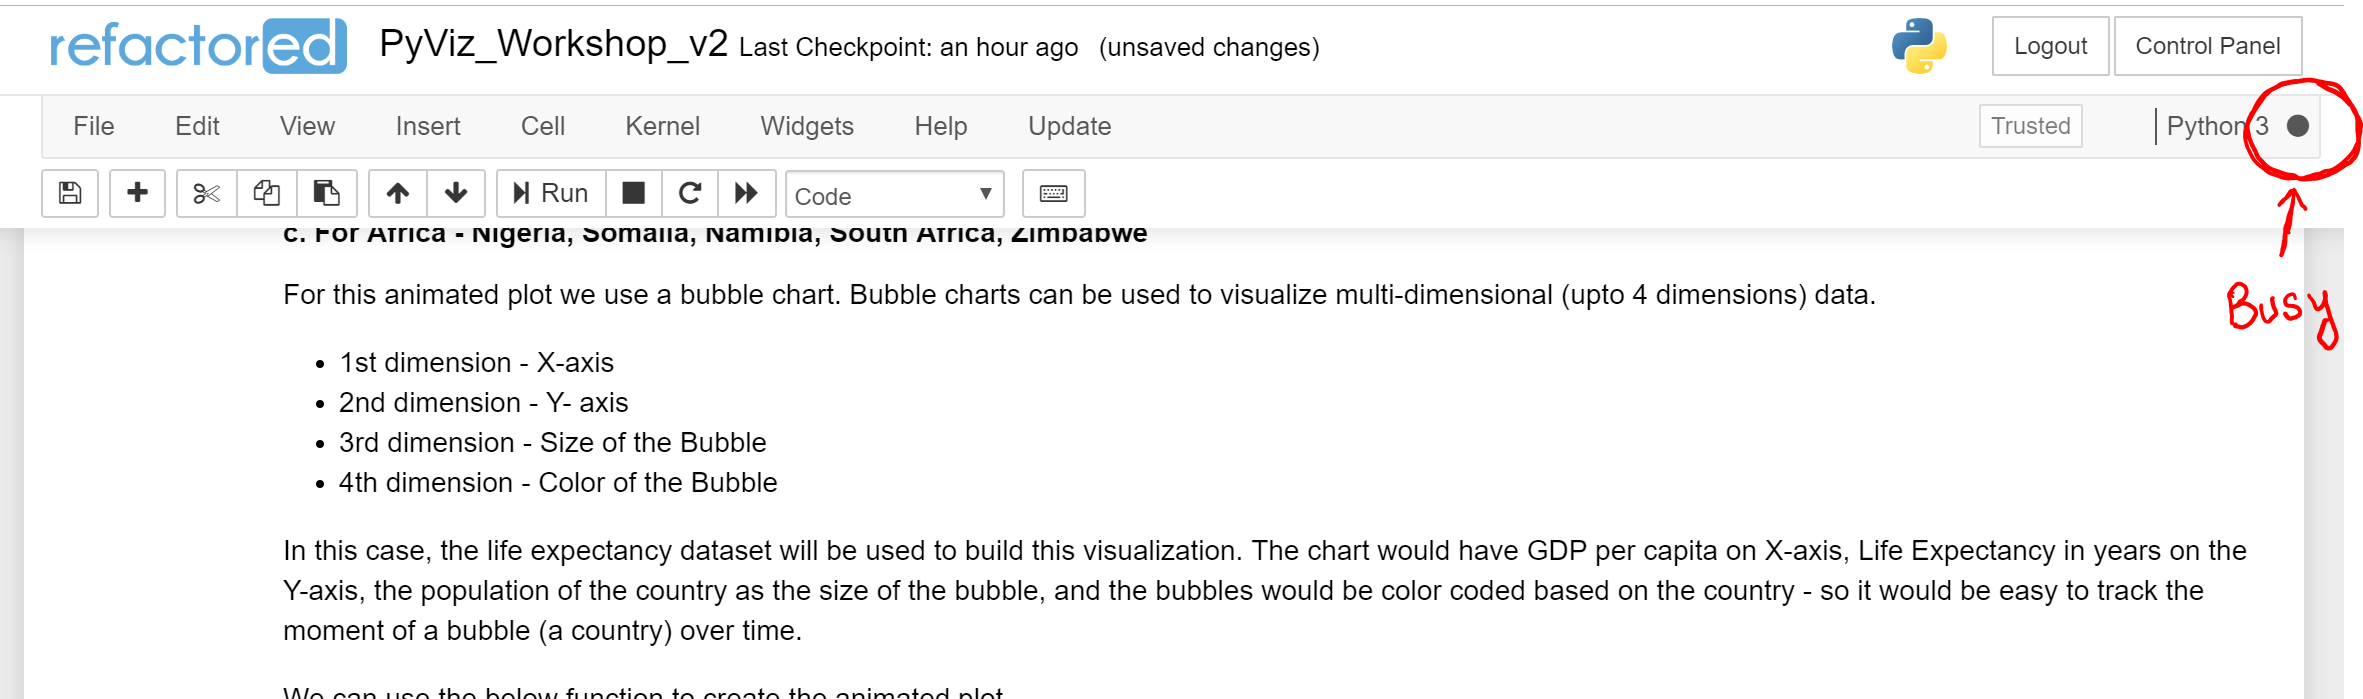 refactored PyViz_Workshop_v2 Last Checkpoint: an hour ago (unsaved changes) Logout Control Panel
File Edit View Insert Cell Kernel Widgets Help Update Trusted Python 3
Run Code
c. For Africa - Nigeria, Somalia, Namibia, South Africa, Zimbabwe
For this animated plot we use a bubble chart. Bubble charts can be used to visualize multi-dimensional (upto 4 dimensions) data.
Busy
• 1st dimension - X-axis
• 2nd dimension - Y- axis
• 3rd dimension - Size of the Bubble
• 4th dimension - Color of the Bubble
In this case, the life expectancy dataset will be used to build this visualization. The chart would have GDP per capita on X-axis, Life Expectancy in years on the
Y-axis, the population of the country as the size of the bubble, and the bubbles would be color coded based on the country - so it would be easy to track the
moment of a bubble (a country) over time.
We can use the below function to create the animated plot